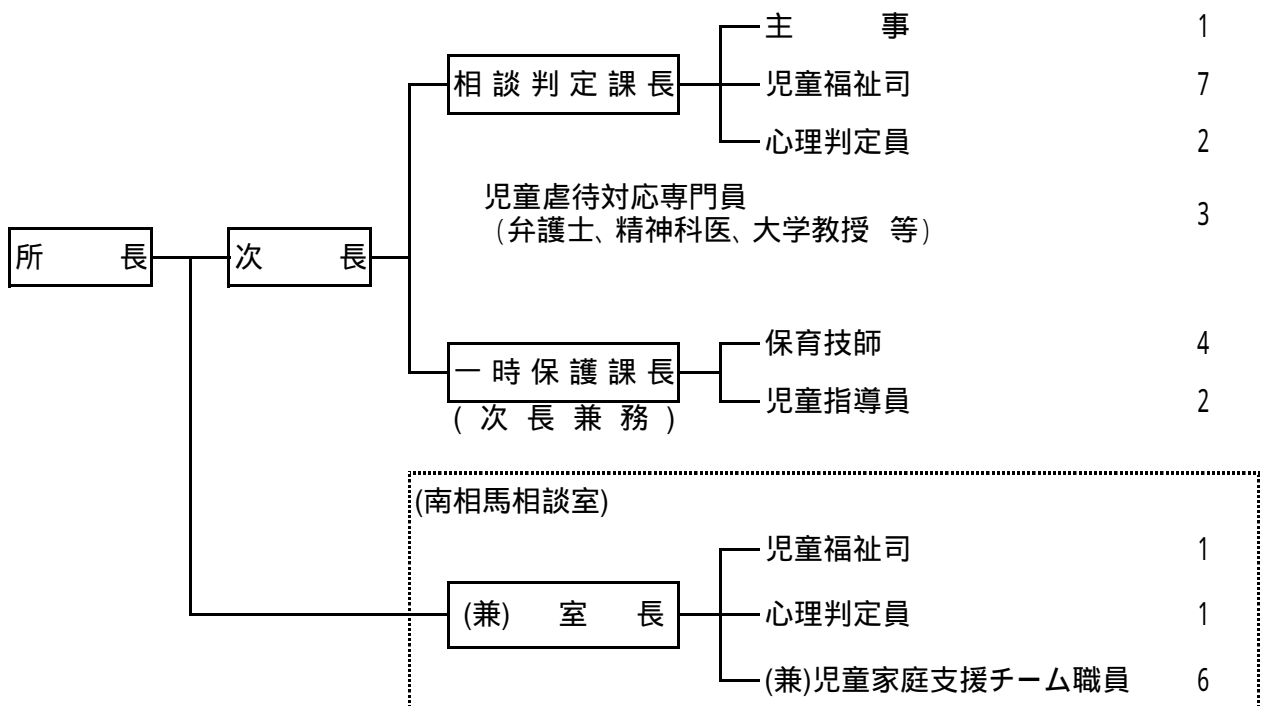 主 事 1
相談判定課長 児童福祉司 7
心理判定員 2
児童虐待対応専門員 3
(弁護士、精神科医、大学教授 等)
所 長 次 長
保育技師 4
一時保護課長
児童指導員 2
(次長兼務)
(南相馬相談室)
児童福祉司 1
(兼) 室 長 心理判定員 1
(兼)児童家庭支援チーム職員 6